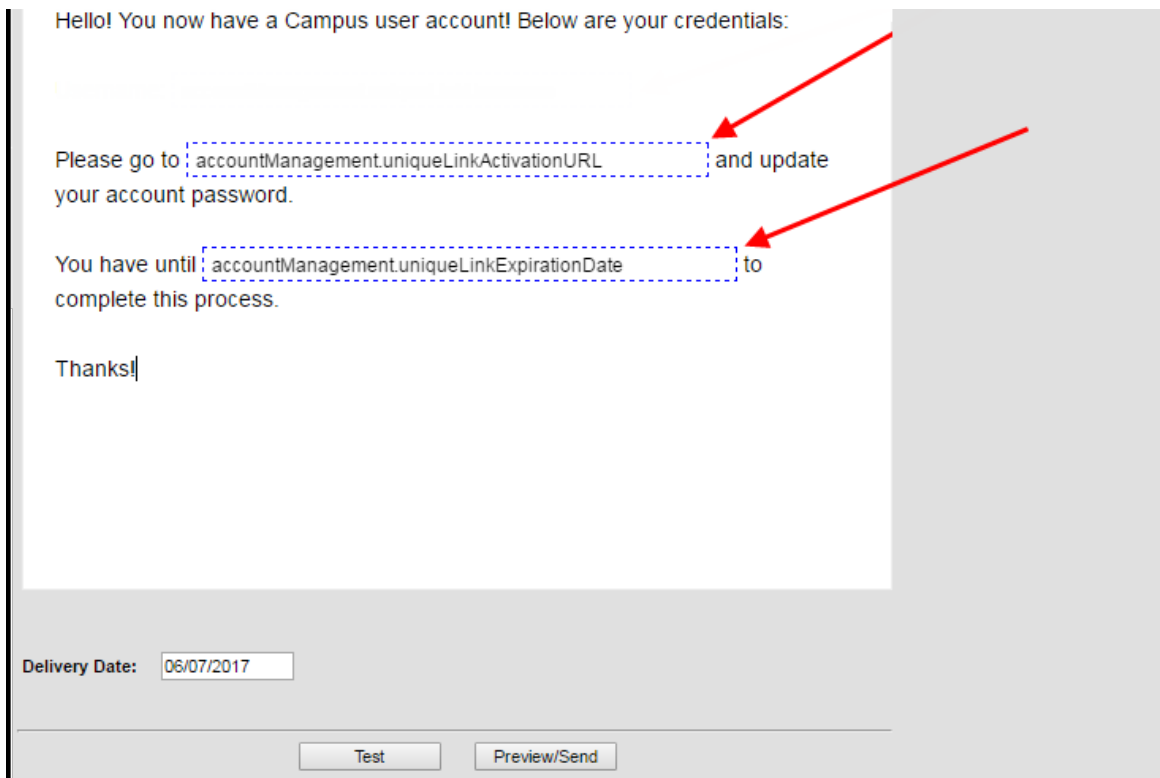 Hello! You now have a Campus user account! Below are your credentials:
Please go to accountManagement.uniqueLinkActivationURL and update
your account password.
You have until accountManagement.uniqueLinkExpirationDate to
complete this process.
Thanks!
Delivery Date: 06/07/2017
Test Preview/Send